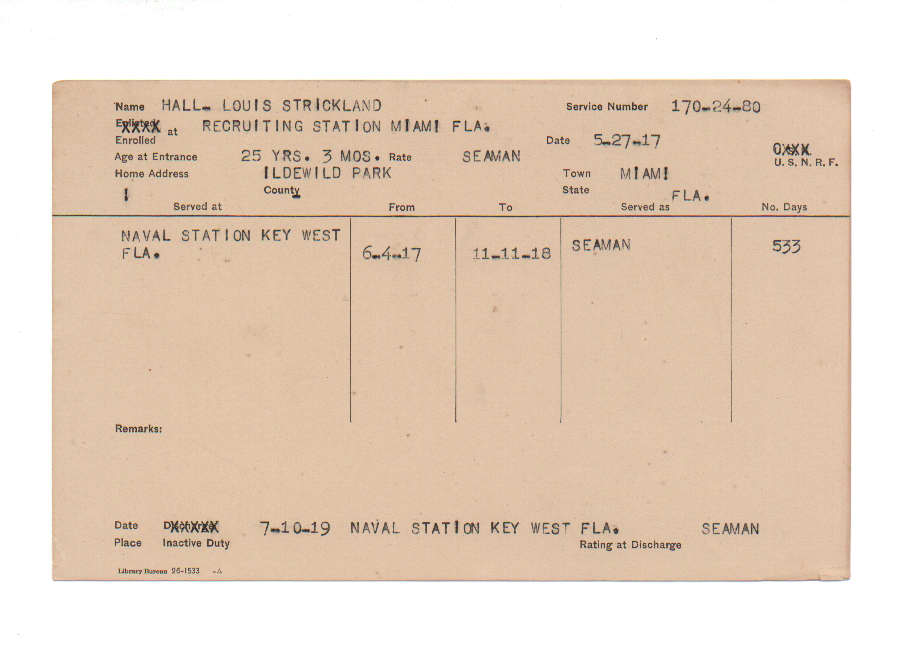 Name HALL- LOUIS STRICKLAND Service Number 170-24-80
Enlisted
Enrolled at RECRUITING STATION MIAMI FLA. Date 5-27-17
U. S. N. R. F.
Age at Entrance 25 YRS. 3 MOS. Rate SEAMAN
Home Address ILDEWILD PARK Town MIAMI
County State FLA.
Served at From To Served as No. Days
NAVAL STATION KEY WEST
FLA. 6-4-17 11-11-18 SEAMAN 533
Remarks:
Date Discharge 7-10-19 NAVAL STATION KEY WEST FLA. SEAMAN
Place Inactive Duty Rating at Discharge
Library Bureau 26-1533